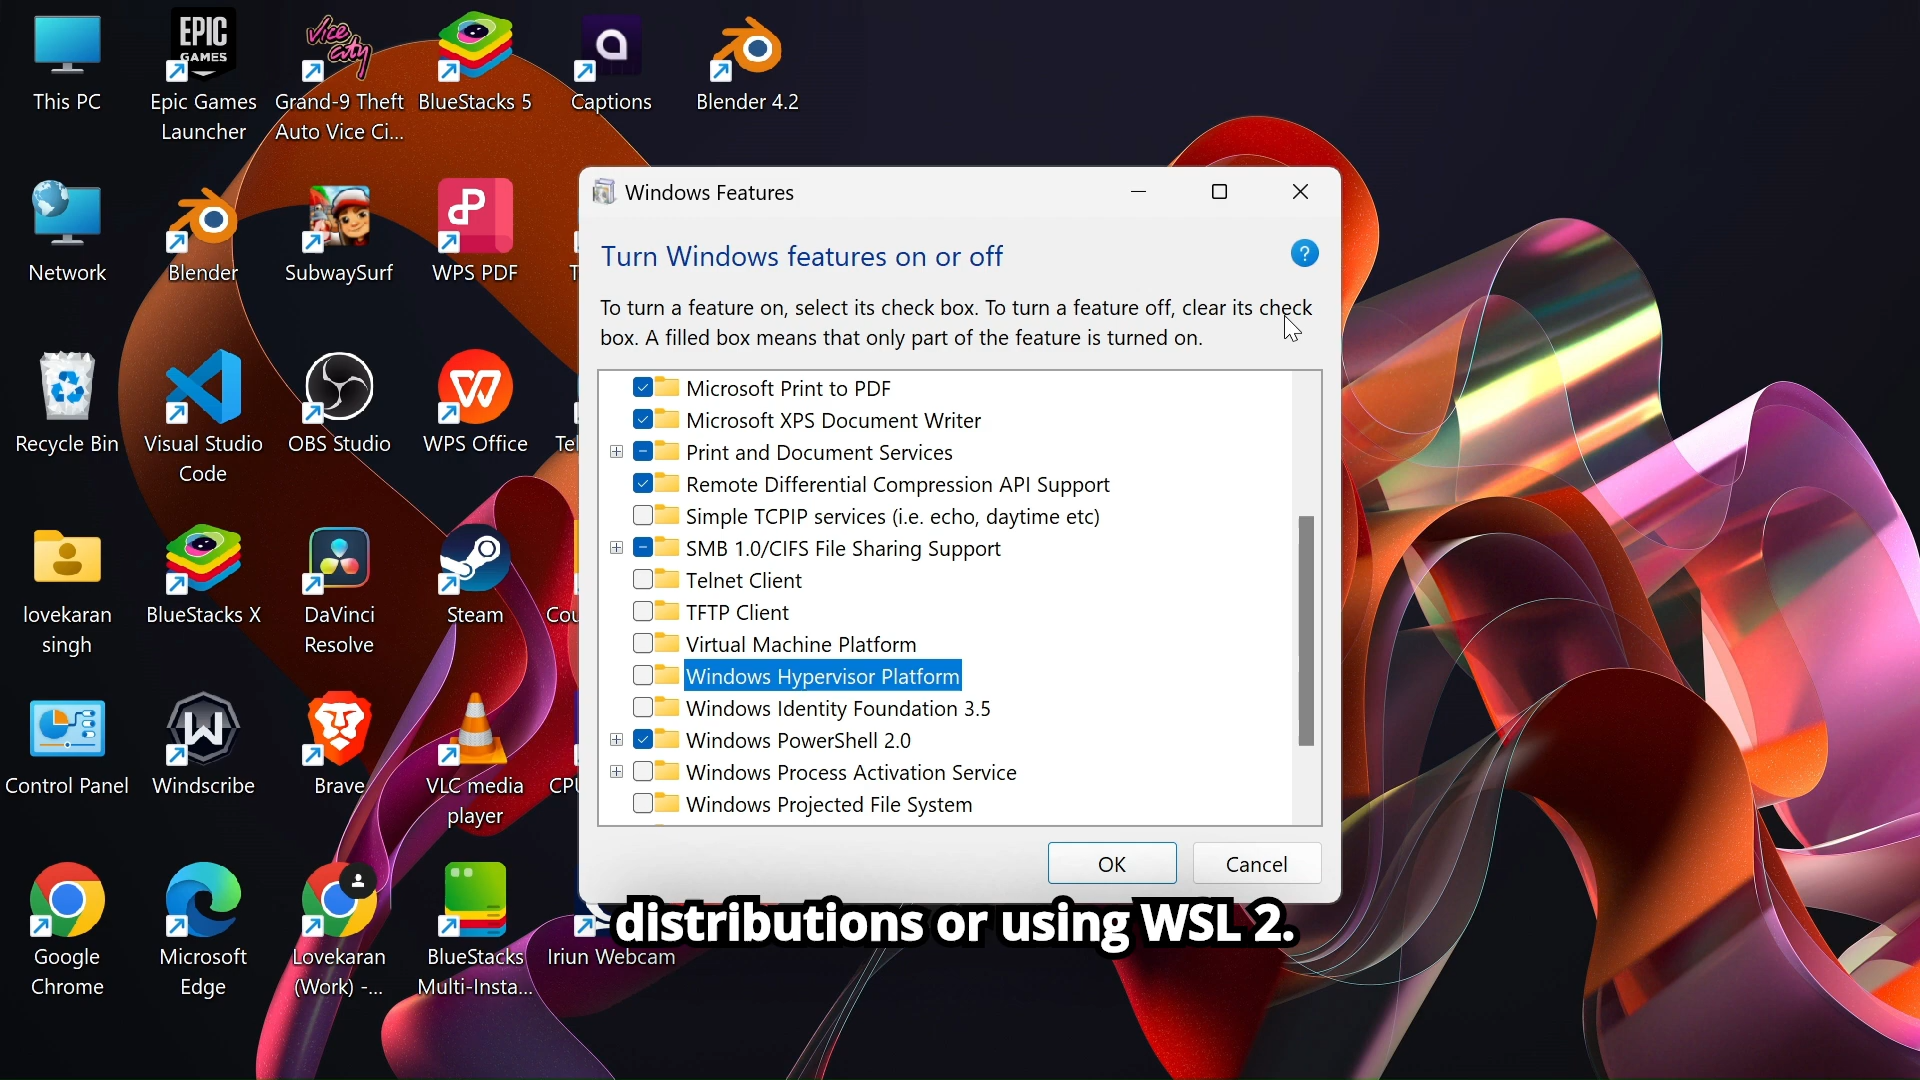 This PC
EPIC
GAMES
Epic Games
Launcher
Vice
City
Grand-9 Theft
Auto Vice Ci...
BlueStacks 5
Captions
Blender 4.2
Network
Blender
SubwaySurf
WPS PDF
T
Recycle Bin
Visual Studio
Code
OBS Studio
WPS Office
Tel
lovekaran
singh
BlueStacks X
DaVinci
Resolve
Steam
Cou
Control Panel
Windscribe
Brave
VLC media
player
CPU
Google
Chrome
Microsoft
Edge
Lovekaran
(Work) -...
BlueStacks
Multi-Insta...
Iriun Webcam
Windows Features
Turn Windows features on or off
?
To turn a feature on, select its check box. To turn a feature off, clear its check
box. A filled box means that only part of the feature is turned on.
Microsoft Print to PDF
Microsoft XPS Document Writer
Print and Document Services
Remote Differential Compression API Support
Simple TCPIP services (i.e. echo, daytime etc)
SMB 1.0/CIFS File Sharing Support
Telnet Client
TFTP Client
Virtual Machine Platform
Windows Hypervisor Platform
Windows Identity Foundation 3.5
Windows PowerShell 2.0
Windows Process Activation Service
Windows Projected File System
OK
Cancel
distributions or using WSL 2.